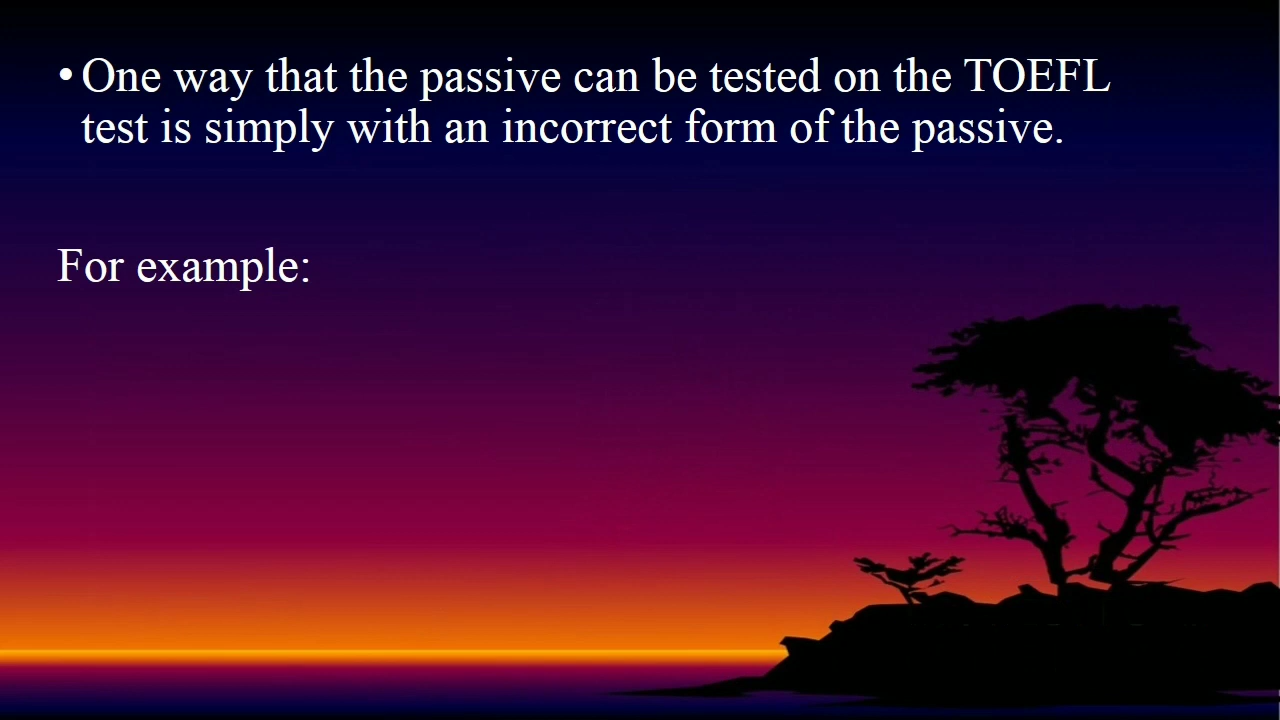 • One way that the passive can be tested on the TOEFL
test is simply with an incorrect form of the passive.
For example: